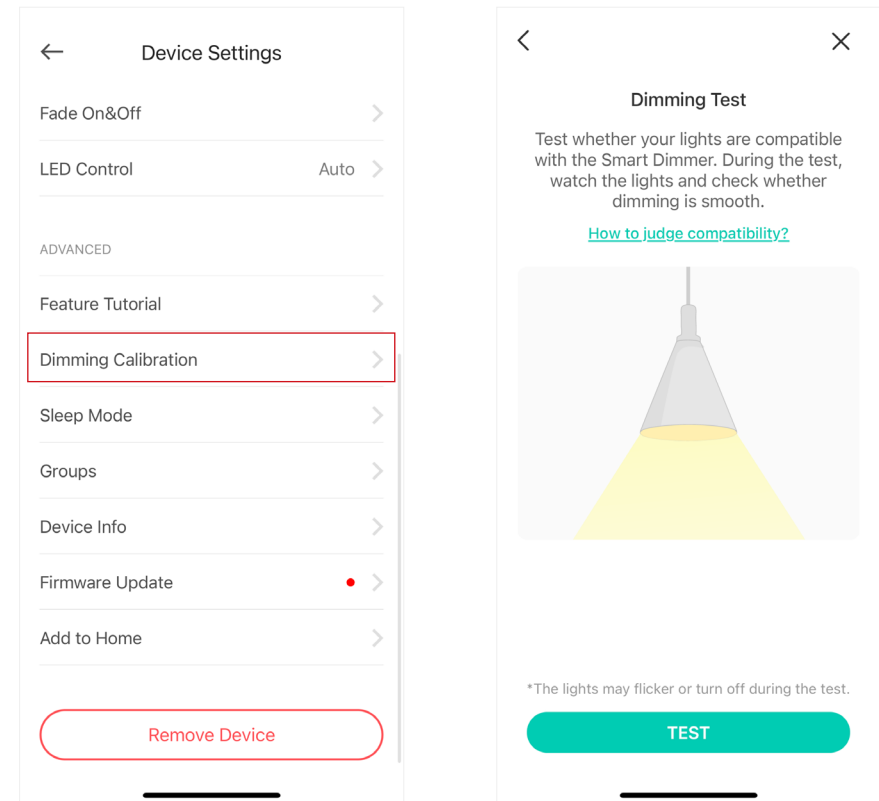 Device Settings
Fade On&Off
LED Control Auto
ADVANCED
Feature Tutorial
Dimming Calibration
Sleep Mode
Groups
Device Info
Firmware Update
Add to Home
Remove Device
Dimming Test
Test whether your lights are compatible
with the Smart Dimmer. During the test,
watch the lights and check whether
dimming is smooth.
How to judge compatibility?
*The lights may flicker or turn off during the test.
TEST